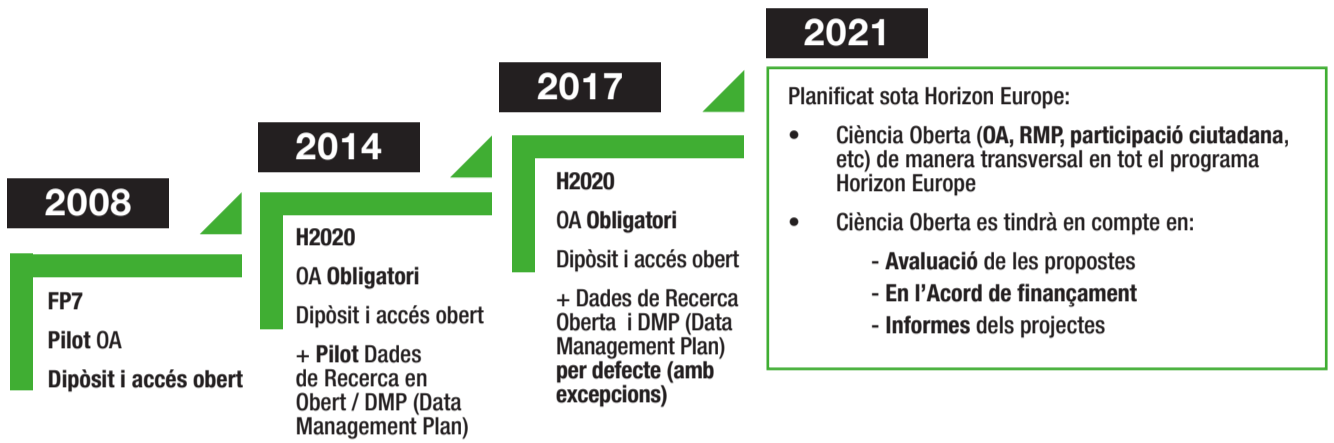 2008
FP7
Pilot OA
Dipòsit i accés obert
2014
H2020
OA Obligatori
Dipòsit i accés obert
+ Pilot Dades
de Recerca en
Obert / DMP (Data
Management Plan)
2017
H2020
OA Obligatori
Dipòsit i accés obert
+ Dades de Recerca
Oberta i DMP (Data
Management Plan)
per defecte (amb
excepcions)
2021
Planificat sota Horizon Europe:
• Ciència Oberta (OA, RMP, participació ciutadana,
etc) de manera transversal en tot el programa
Horizon Europe
• Ciència Oberta es tindrà en compte en:
- Avaluació de les propostes
- En l’Acord de finançament
- Informes dels projectes